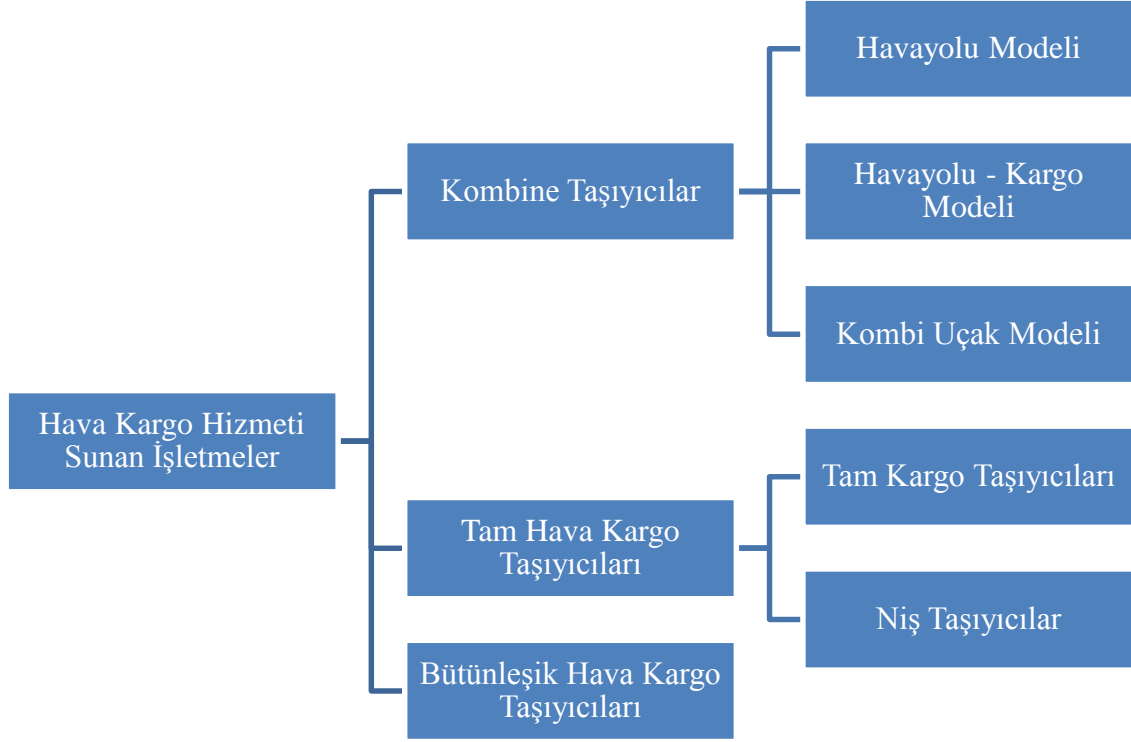 Hava Kargo Hizmeti
Sunan İşletmeler
Kombine Taşıyıcılar
Havayolu Modeli
Havayolu - Kargo
Modeli
Kombi Uçak Modeli
Tam Hava Kargo
Taşıyıcıları
Tam Kargo Taşıyıcıları
Niş Taşıyıcılar
Bütünleşik Hava Kargo
Taşıyıcıları